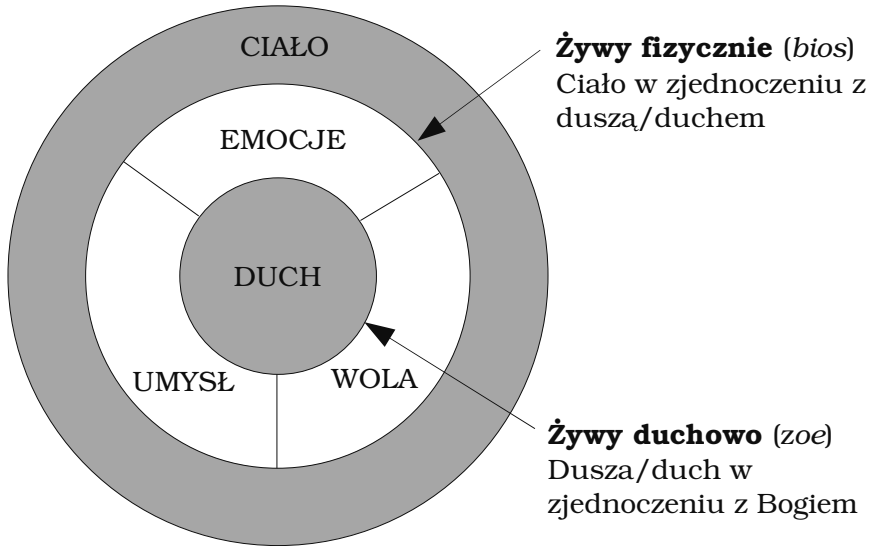 CIAŁO
EMOCJE
DUCH
UMYSŁ
WOLA
Żywy fizycznie (bios)
Ciało w zjednoczeniu z
duszą/duchem
Żywy duchowo (zoe)
Dusza/duch w
zjednoczeniu z Bogiem